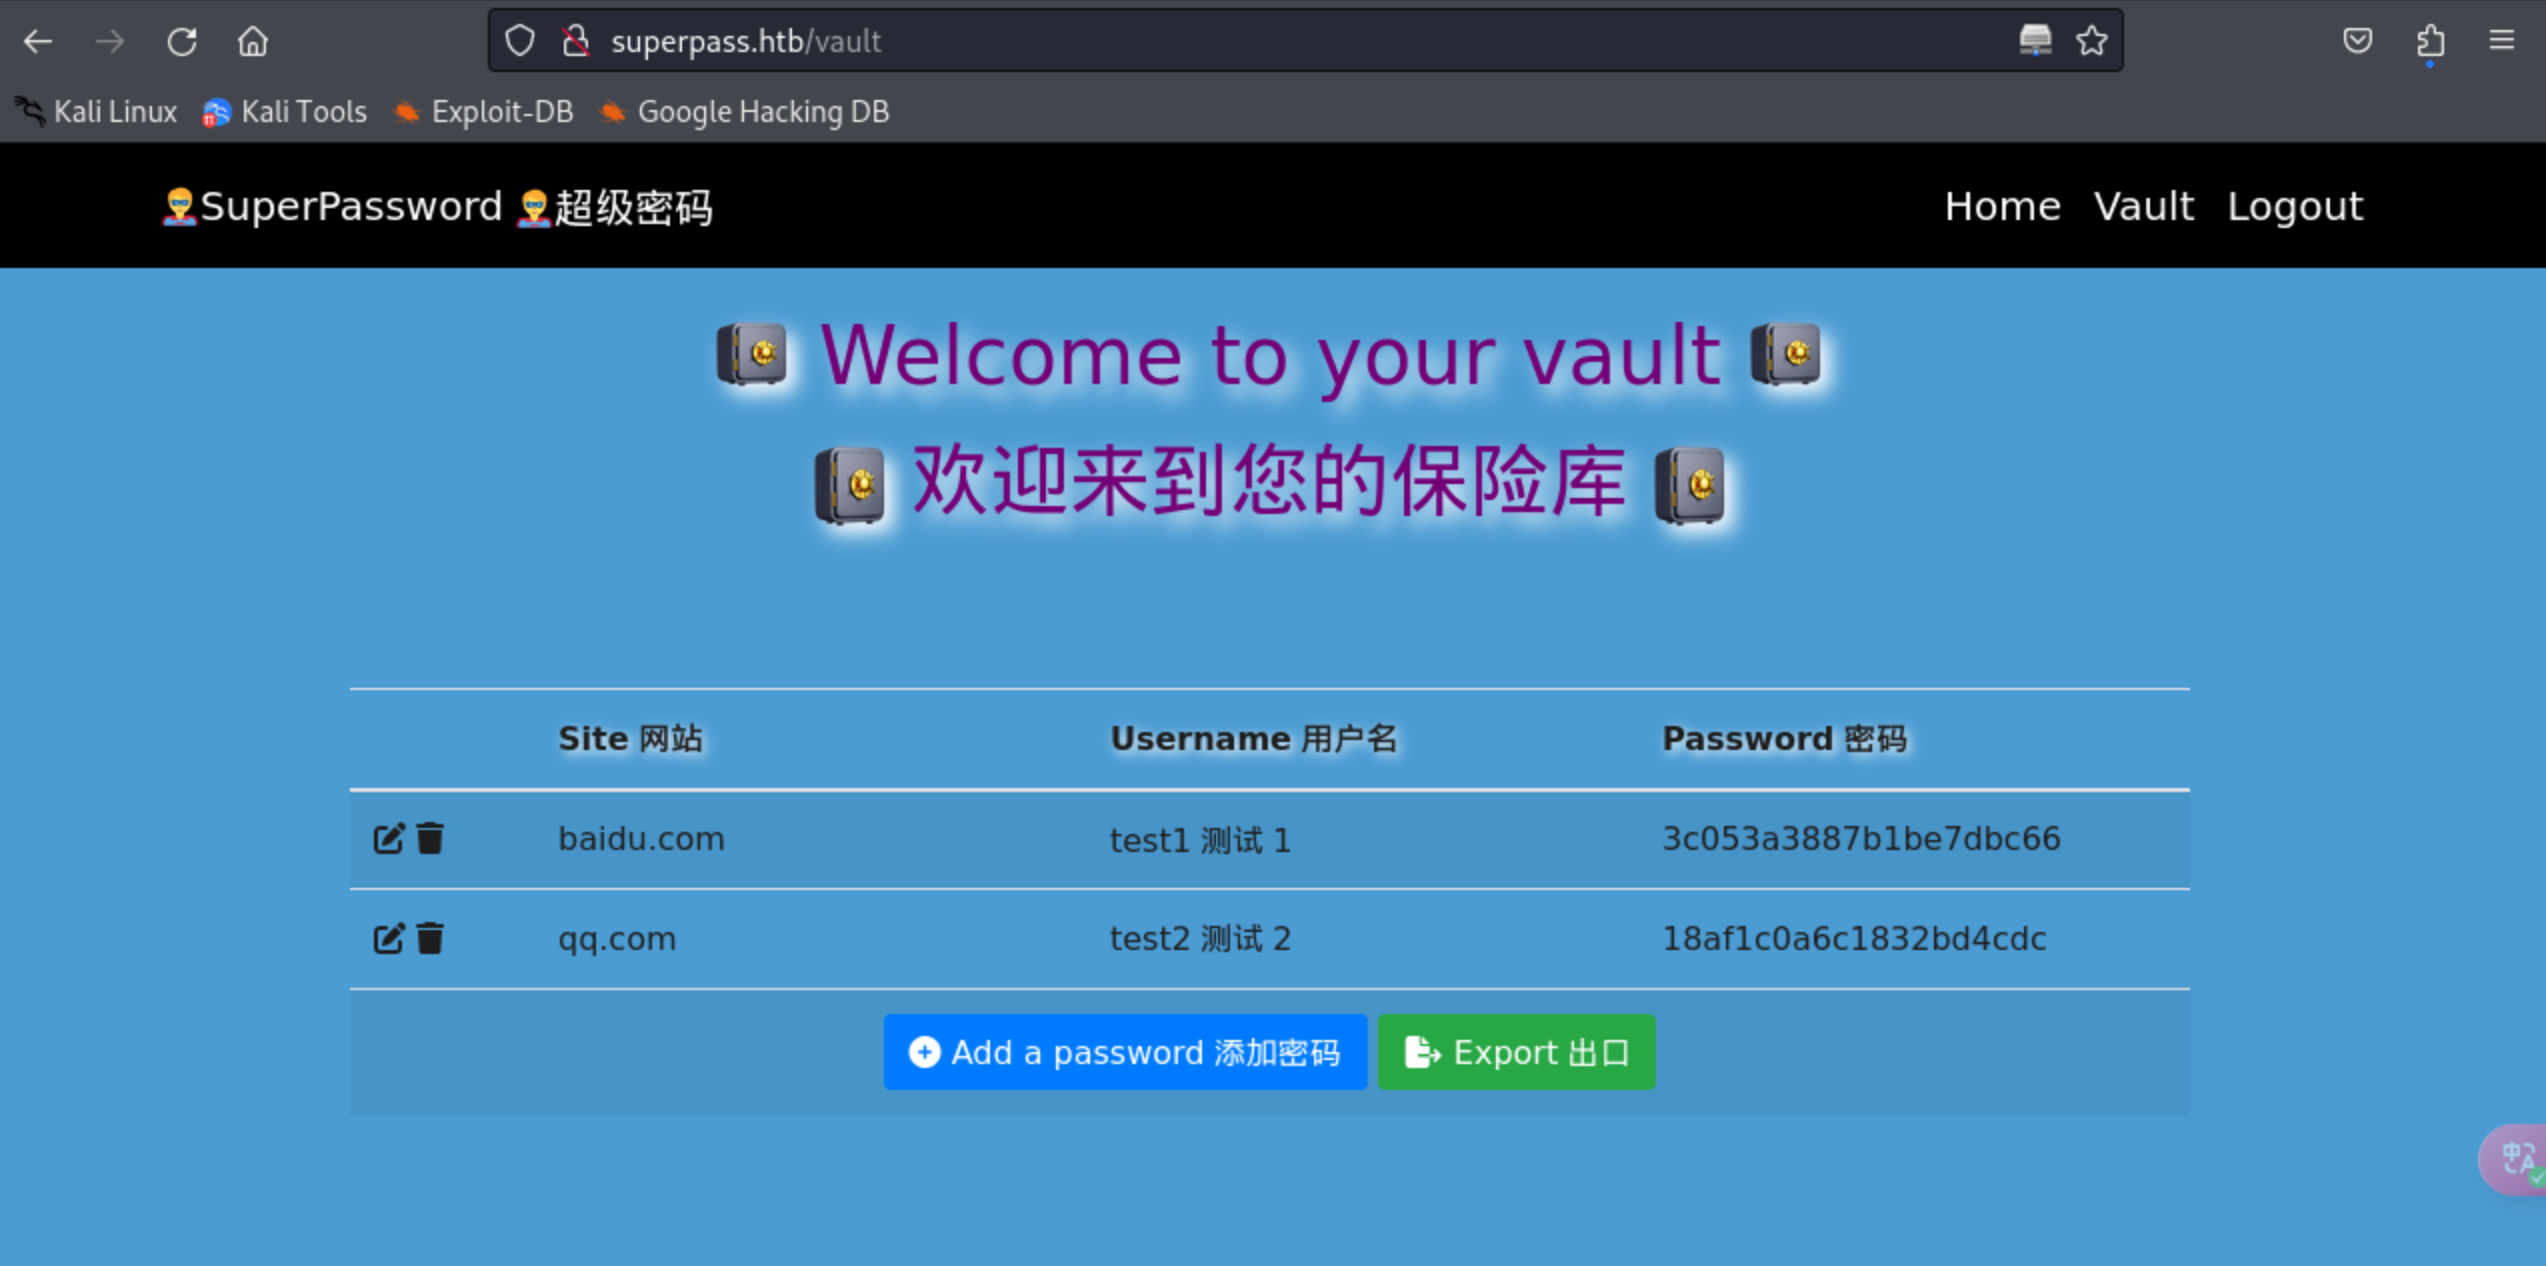 superpass.htb/vault
Kali Linux Kali Tools Exploit-DB Google Hacking DB
SuperPassword 超级密码 Home Vault Logout
Welcome to your vault
欢迎来到您的保险库
Site 网站 Username 用户名 Password 密码
baidu.com test1 测试 1 3c053a3887b1be7dbc66
qq.com test2 测试 2 18af1c0a6c1832bd4cdc
Add a password 添加密码 Export 出口
中 A